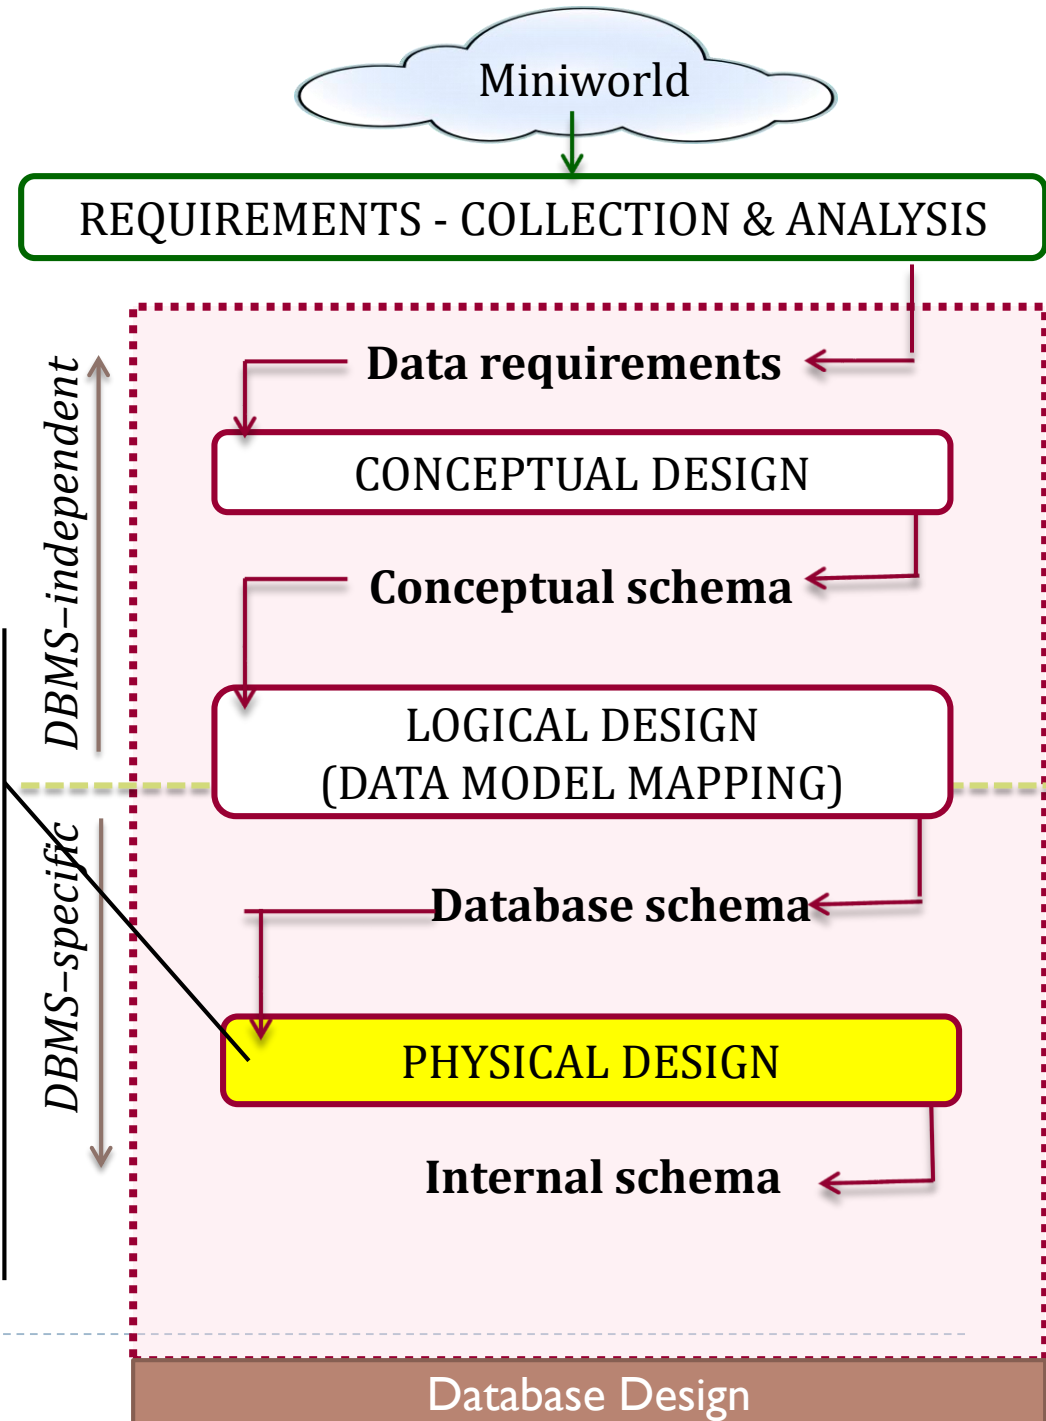 Miniworld
REQUIREMENTS - COLLECTION & ANALYSIS
Data requirements
CONCEPTUAL DESIGN
DBMS–independent
Conceptual schema
LOGICAL DESIGN
(DATA MODEL MAPPING)
DBMS–specific
Database schema
PHYSICAL DESIGN
Internal schema
Database Design